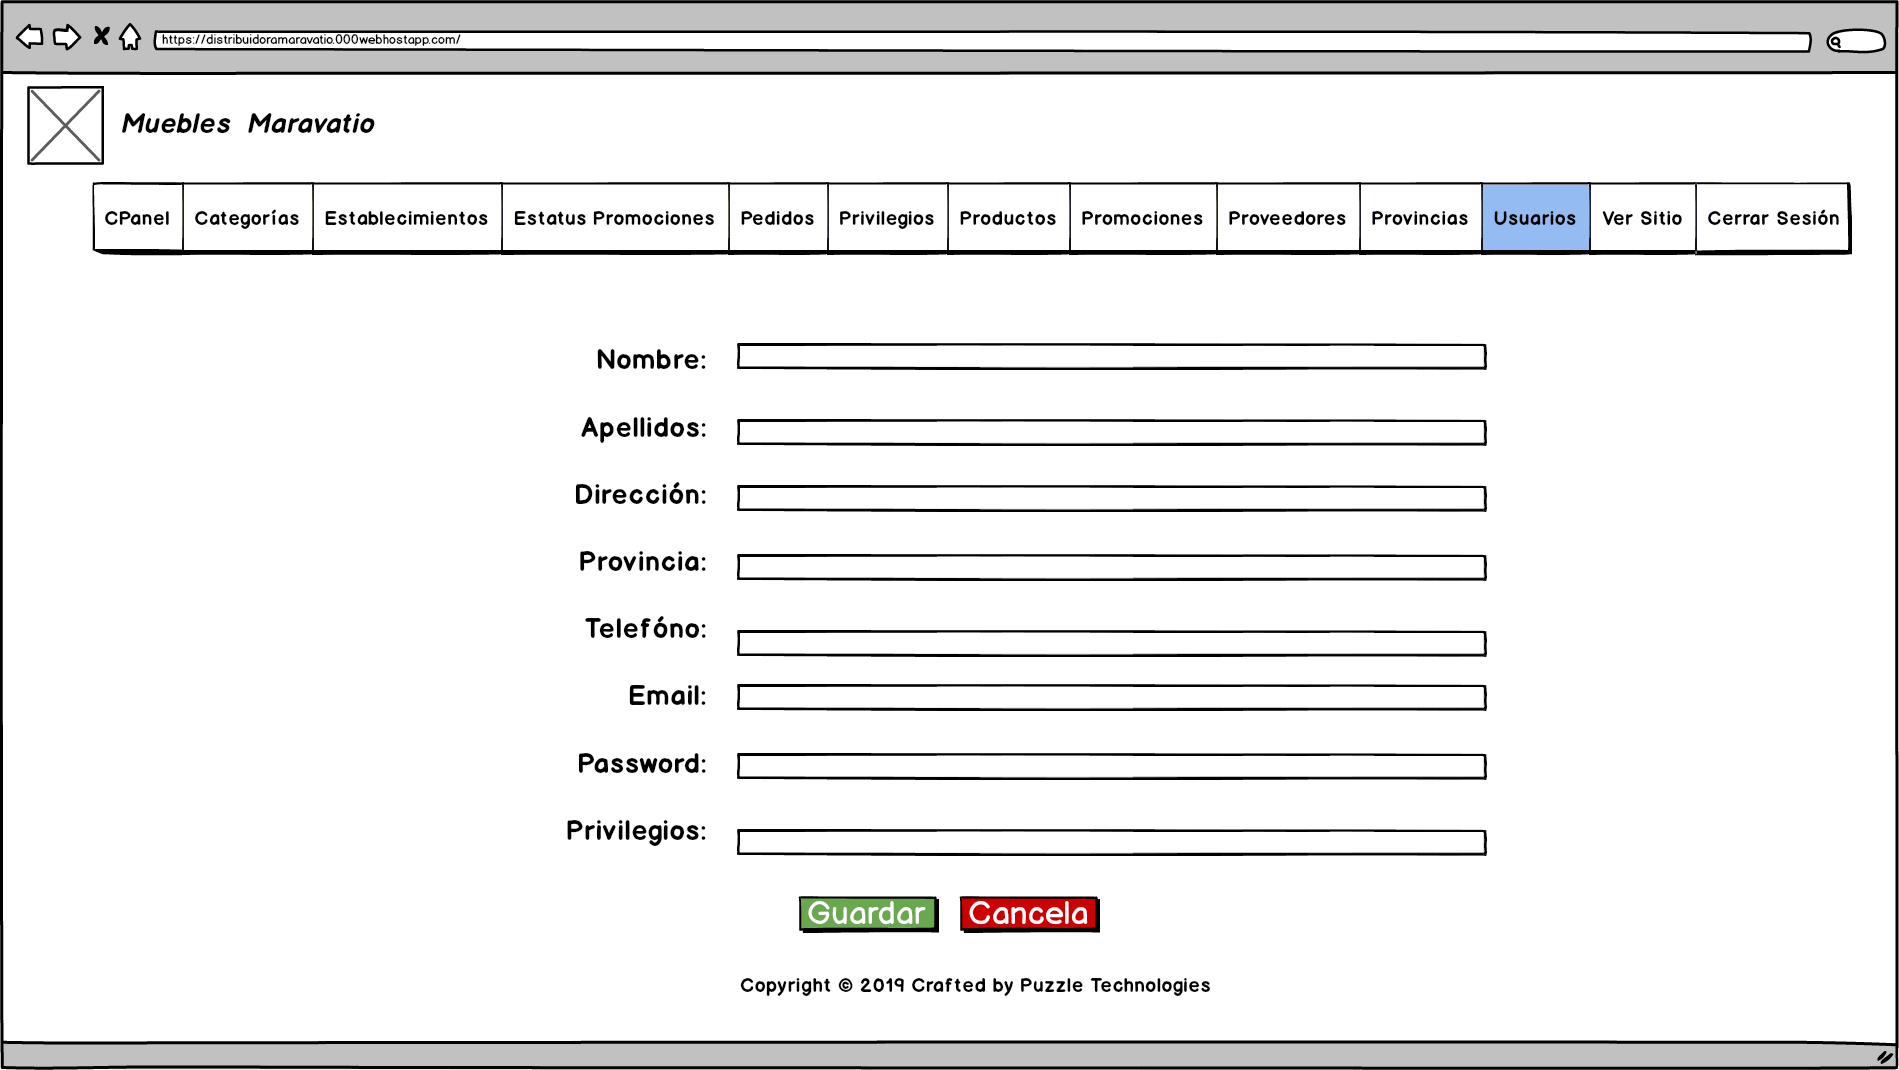 https://distribuidoramaravatio.000webhostapp.com/
Muebles Maravatio
CPanel Categorías Establecimientos Estatus Promociones Pedidos Privilegios Productos Promociones Proveedores Provincias Usuarios Ver Sitio Cerrar Sesión
Nombre:
Apellidos:
Dirección:
Provincia:
Telefóno:
Email:
Password:
Privilegios:
Guardar Cancela
Copyright © 2019 Crafted by Puzzle Technologies